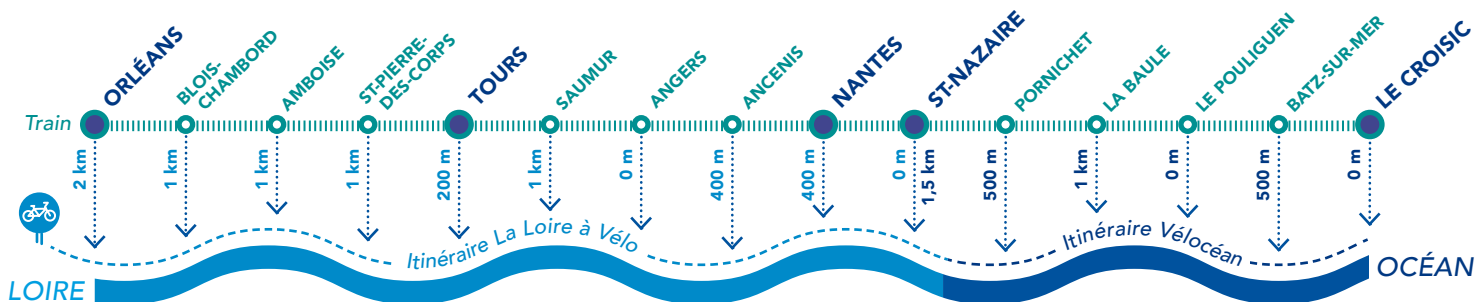 ORLÉANS
BLOIS-
CHAMBORD
AMBOISE
ST-PIERRE-
DES-CORPS
TOURS
SAUMUR
ANGERS
ANCENIS
NANTES
ST-NAZAIRE
PORNICHET
LA BAULE
LE POULIGUEN
BATZ-SUR-MER
LE CROISIC
Train
2 km
1 km
1 km
1 km
200 m
1 km
0 m
400 m
400 m
0 m
1,5 km
500 m
1 km
0 m
500 m
0 m
Itinéraire La Loire à Vélo
Itinéraire Vélocéan
LOIRE
OCÉAN